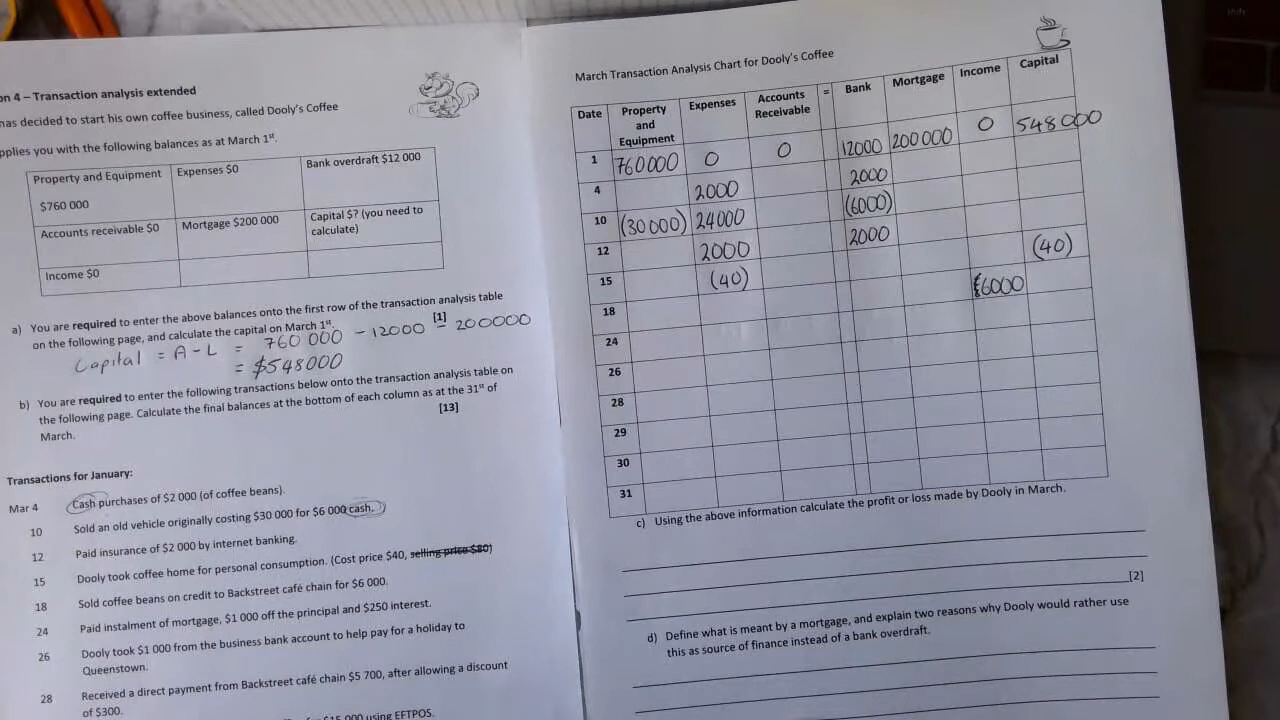 on 4 – Transaction analysis extended
has decided to start his own coffee business, called Dooly's Coffee
pplies you with the following balances as at March 1st.
Property and Equipment $760 000 Expenses $0 Bank overdraft $12 000
Accounts receivable $0 Mortgage $200 000 Capital $? (you need to calculate)
Income $0
a) You are required to enter the above balances onto the first row of the transaction analysis table
on the following page, and calculate the capital on March 1st. [1]
Capital = A - L = 760 000 - 12000 - 200000
= $548000
b) You are required to enter the following transactions below onto the transaction analysis table on
the following page. Calculate the final balances at the bottom of each column as at the 31st of
March. [13]
Transactions for January:
Mar 4 Cash purchases of $2 000 (of coffee beans).
10 Sold an old vehicle originally costing $30 000 for $6 000 cash.
12 Paid insurance of $2 000 by internet banking.
15 Dooly took coffee home for personal consumption. (Cost price $40, selling price $80)
18 Sold coffee beans on credit to Backstreet café chain for $6 000.
24 Paid instalment of mortgage, $1 000 off the principal and $250 interest.
26 Dooly took $1 000 from the business bank account to help pay for a holiday to
Queenstown.
28 Received a direct payment from Backstreet café chain $5 700, after allowing a discount
of $300.
$15 000 using EFTPOS.
March Transaction Analysis Chart for Dooly's Coffee
Date Property and Equipment Expenses Accounts Receivable = Bank Mortgage Income Capital
1 760000 0 0 12000 200000 0 548000
4 2000 2000
10 (30000) 24000 (6000)
12 2000 2000
15 (40) (40)
18 6000
24
26
28
29
30
31
c) Using the above information calculate the profit or loss made by Dooly in March.
[2]
d) Define what is meant by a mortgage, and explain two reasons why Dooly would rather use
this as source of finance instead of a bank overdraft.